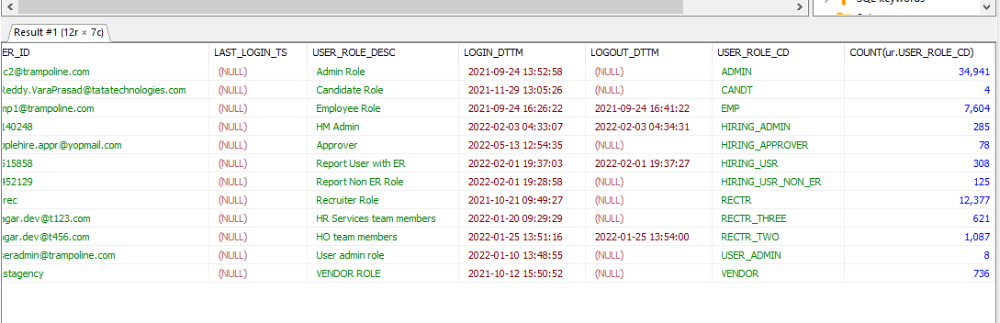 SQL keywords
Result #1 (12r × 7c)
ER_ID LAST_LOGIN_TS USER_ROLE_DESC LOGIN_DTTM LOGOUT_DTTM USER_ROLE_CD COUNT(ur.USER_ROLE_CD)
c2@trampoline.com (NULL) Admin Role 2021-09-24 13:52:58 (NULL) ADMIN 34,941
Reddy.VaraPrasad@tatatechnologies.com (NULL) Candidate Role 2021-11-29 13:05:26 (NULL) CANDT 4
mp1@trampoline.com (NULL) Employee Role 2021-09-24 16:26:22 2021-09-24 16:41:22 EMP 7,604
140248 (NULL) HM Admin 2022-02-03 04:33:07 2022-02-03 04:34:31 HIRING_ADMIN 285
pplehire.appr@yopmail.com (NULL) Approver 2022-05-13 12:54:35 (NULL) HIRING_APPROVER 78
515858 (NULL) Report User with ER 2022-02-01 19:37:03 2022-02-01 19:37:27 HIRING_USR 308
452129 (NULL) Report Non ER Role 2022-02-01 19:28:58 (NULL) HIRING_USR_NON_ER 125
rec (NULL) Recruiter Role 2021-10-21 09:49:27 (NULL) RECTR 12,377
agar.dev@t123.com (NULL) HR Services team members 2022-01-20 09:29:29 (NULL) RECTR_THREE 621
agar.dev@t456.com (NULL) HO team members 2022-01-25 13:51:16 2022-01-25 13:54:00 RECTR_TWO 1,087
seradmin@trampoline.com (NULL) User admin role 2022-01-10 13:48:55 (NULL) USER_ADMIN 8
stagency (NULL) VENDOR ROLE 2021-10-12 15:50:52 (NULL) VENDOR 736